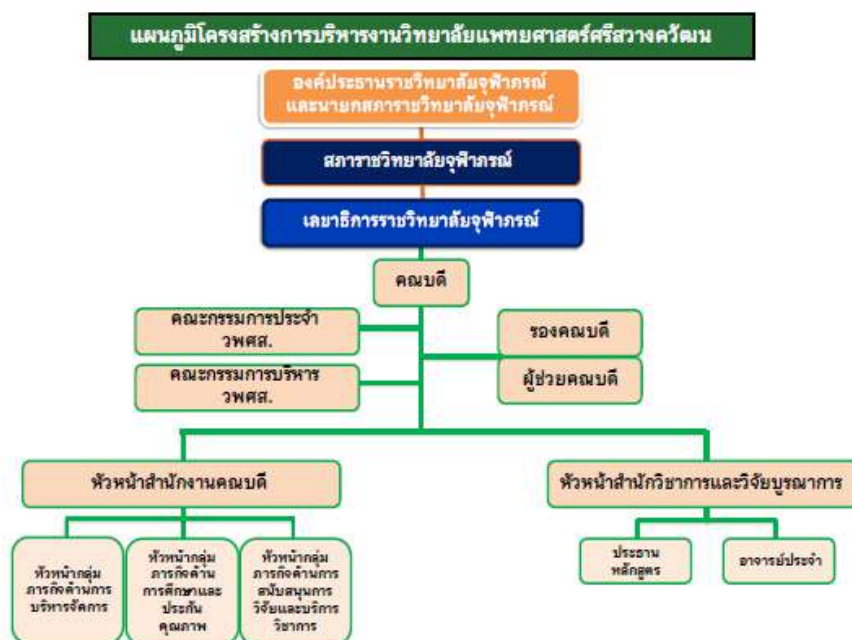 แผนภูมิโครงสร้างการบริหารงานวิทยาลัยแพทยศาสตร์ศรีสวางควัฒน
องค์ประธานราชวิทยาลัยจุฬาภรณ์
และนายกสภาราชวิทยาลัยจุฬาภรณ์
สภาราชวิทยาลัยจุฬาภรณ์
เลขาธิการราชวิทยาลัยจุฬาภรณ์
คณบดี
คณะกรรมการประจำ
วพศส.
รองคณบดี
คณะกรรมการบริหาร
วพศส.
ผู้ช่วยคณบดี
หัวหน้าสำนักงานคณบดี
หัวหน้าสำนักวิชาการและวิจัยบูรณาการ
หัวหน้ากลุ่ม
ภารกิจด้านการ
บริหารจัดการ
หัวหน้ากลุ่ม
ภารกิจด้าน
การศึกษาและ
ประกัน
คุณภาพ
หัวหน้ากลุ่ม
ภารกิจด้านการ
สนับสนุนการ
วิจัยและบริการ
วิชาการ
ประธาน
หลักสูตร
อาจารย์ประจำ